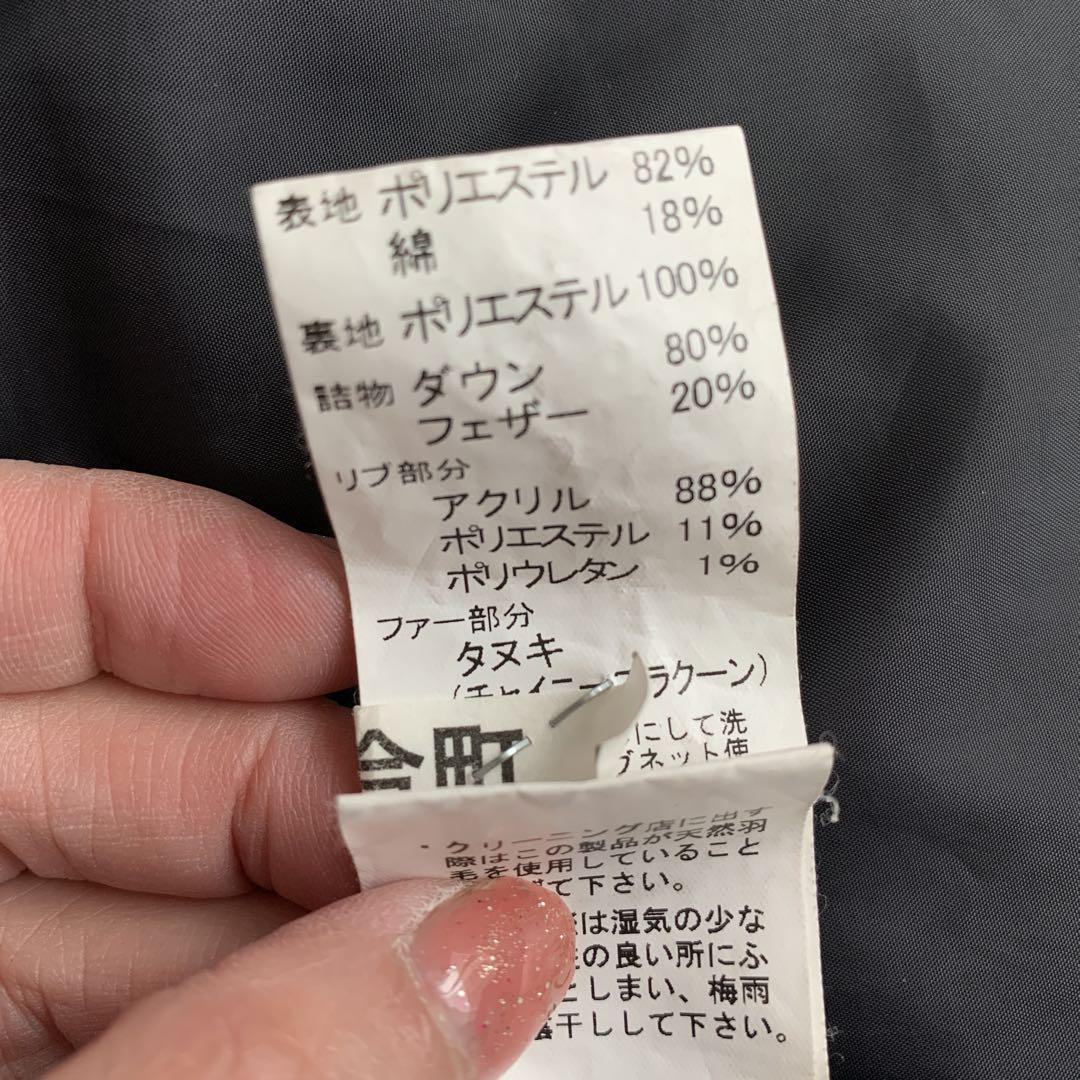 表地 ポリエステル 82%
綿 18%
裏地 ポリエステル 100%
詰物 ダウン 80%
フェザー 20%
リブ部分
アクリル 88%
ポリエステル 11%
ポリウレタン 1%
ファー部分
タヌキ
ラクーン)
にして洗
ネット使
・クリーニング店に出す
際はこの製品が天然羽
毛を使用していること
て下さい。
は湿気の少な
の良い所にふ
としまい、梅雨
干しして下さい。